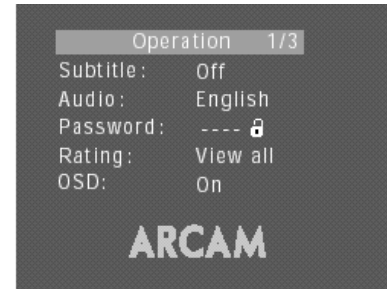 Operation 1/3
Subtitle: Off
Audio: English
Password: ----
Rating: View all
OSD: On
ARCAM